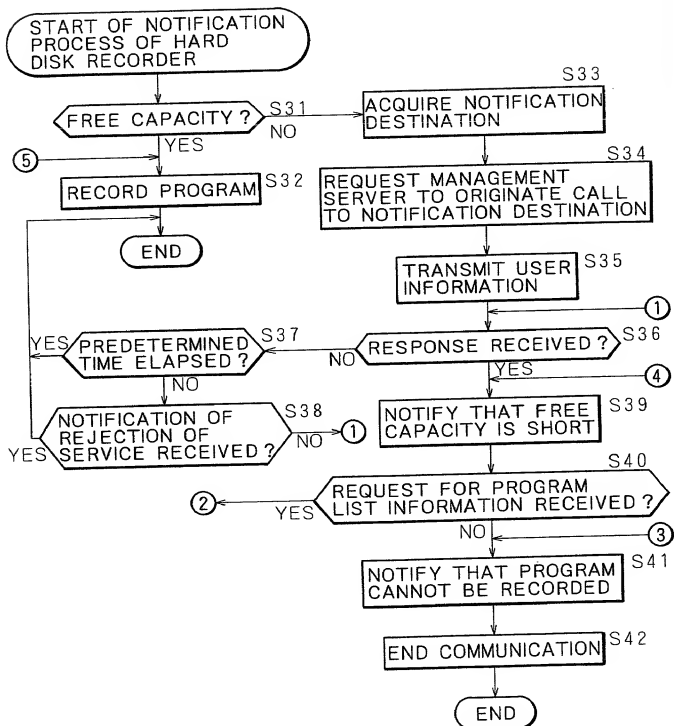 START OF NOTIFICATION
PROCESS OF HARD
DISK RECORDER
FREE CAPACITY ?
S31
NO
YES
5
RECORD PROGRAM
S32
END
S33
ACQUIRE NOTIFICATION
DESTINATION
S34
REQUEST MANAGEMENT
SERVER TO ORIGINATE CALL
TO NOTIFICATION DESTINATION
S35
TRANSMIT USER
INFORMATION
1
S36
RESPONSE RECEIVED ?
NO
YES
S37
PREDETERMINED
TIME ELAPSED ?
YES
NO
S38
NOTIFICATION OF
REJECTION OF
SERVICE RECEIVED ?
YES
NO
1
4
S39
NOTIFY THAT FREE
CAPACITY IS SHORT
S40
REQUEST FOR PROGRAM
LIST INFORMATION RECEIVED ?
YES
2
NO
3
S41
NOTIFY THAT PROGRAM
CANNOT BE RECORDED
S42
END COMMUNICATION
END